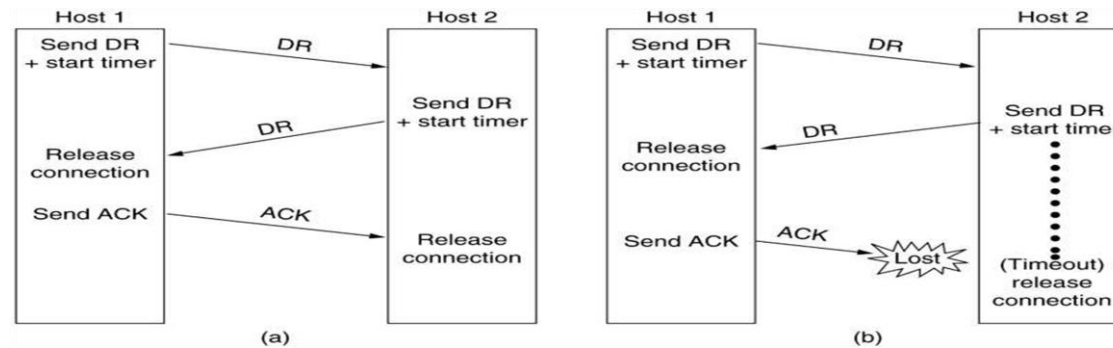 Host 1
Host 2
Send DR
+ start timer
DR
Send DR
+ start timer
DR
Release
connection
Send ACK
ACK
Release
connection
(a)
Host 1
Host 2
Send DR
+ start timer
DR
Send DR
+ start timer
DR
Release
connection
Send ACK
ACK
Lost
(Timeout)
release
connection
(b)